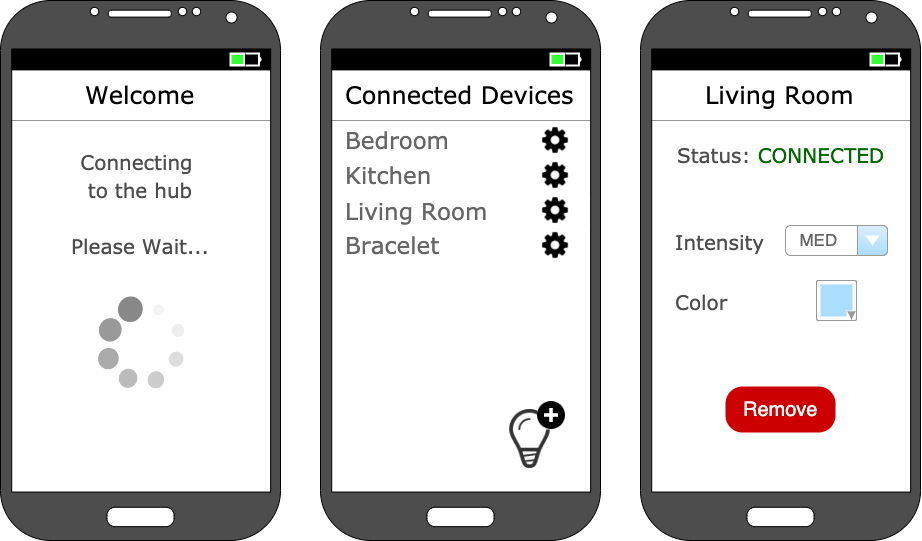 Welcome
Connecting
to the hub
Please Wait...
Connected Devices
Bedroom
Kitchen
Living Room
Bracelet
Living Room
Status: CONNECTED
Intensity MED
Color
Remove